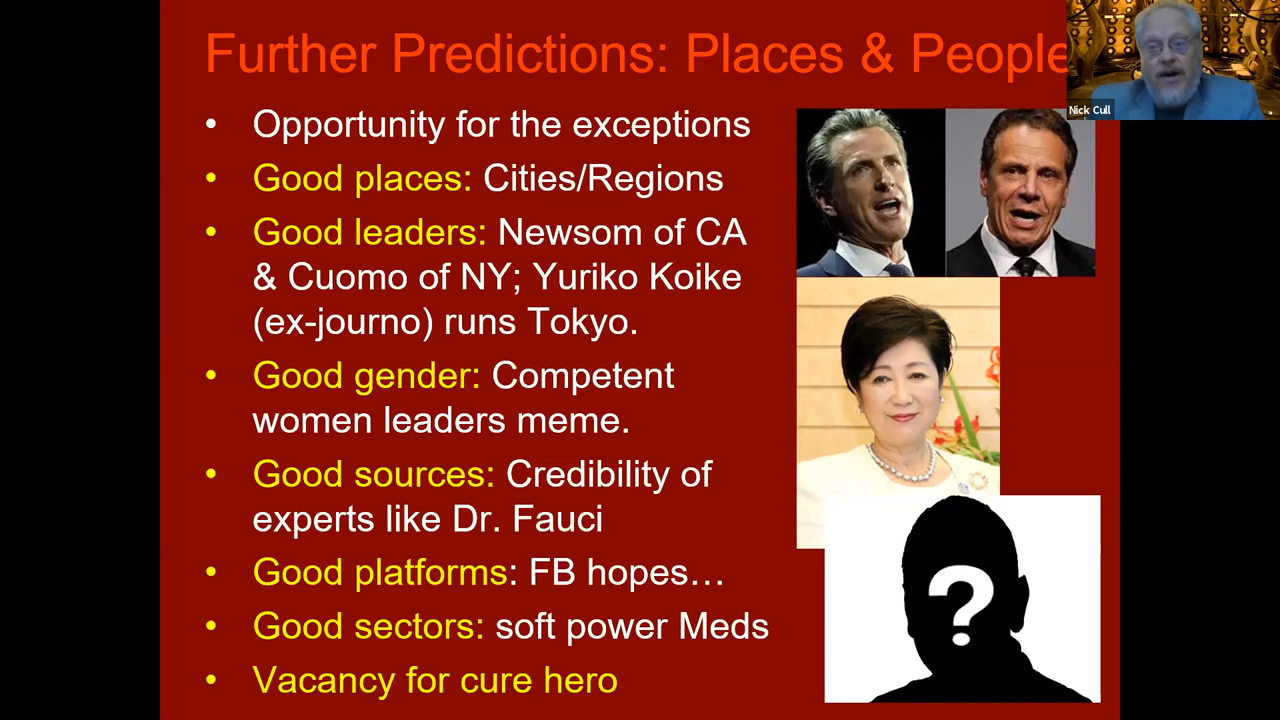 Further Predictions: Places & People
Nick Cull
• Opportunity for the exceptions
• Good places: Cities/Regions
• Good leaders: Newsom of CA
& Cuomo of NY; Yuriko Koike
(ex-journo) runs Tokyo.
• Good gender: Competent
women leaders meme.
• Good sources: Credibility of
experts like Dr. Fauci
• Good platforms: FB hopes…
• Good sectors: soft power Meds
• Vacancy for cure hero
?